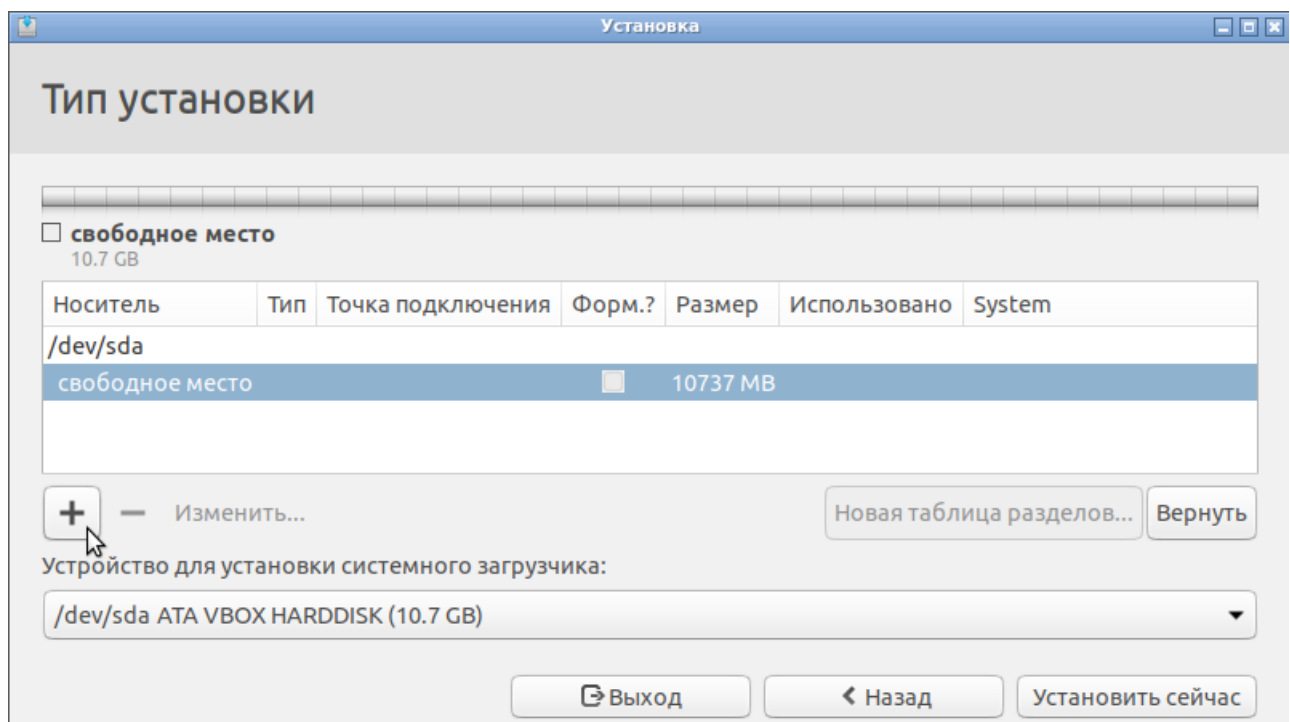 Установка
Тип установки
свободное место
10.7 GB
Носитель Тип Точка подключения Форм.? Размер Использовано System
/dev/sda
свободное место 10737 MB
+ − Изменить... Новая таблица разделов... Вернуть
Устройство для установки системного загрузчика:
/dev/sda ATA VBOX HARDDISK (10.7 GB)
Выход Назад Установить сейчас